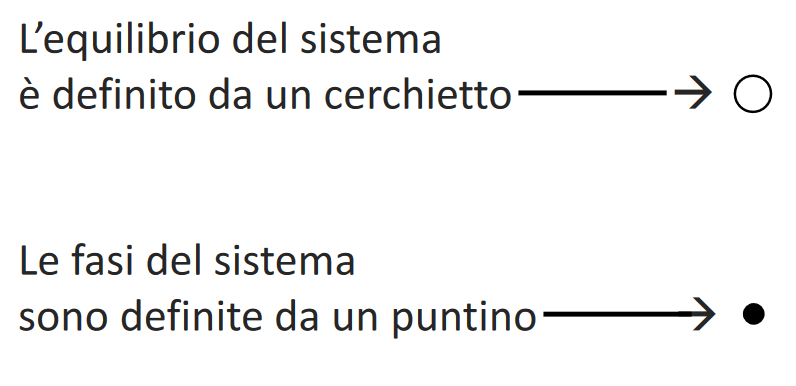 L’equilibrio del sistema
è definito da un cerchietto
Le fasi del sistema
sono definite da un puntino